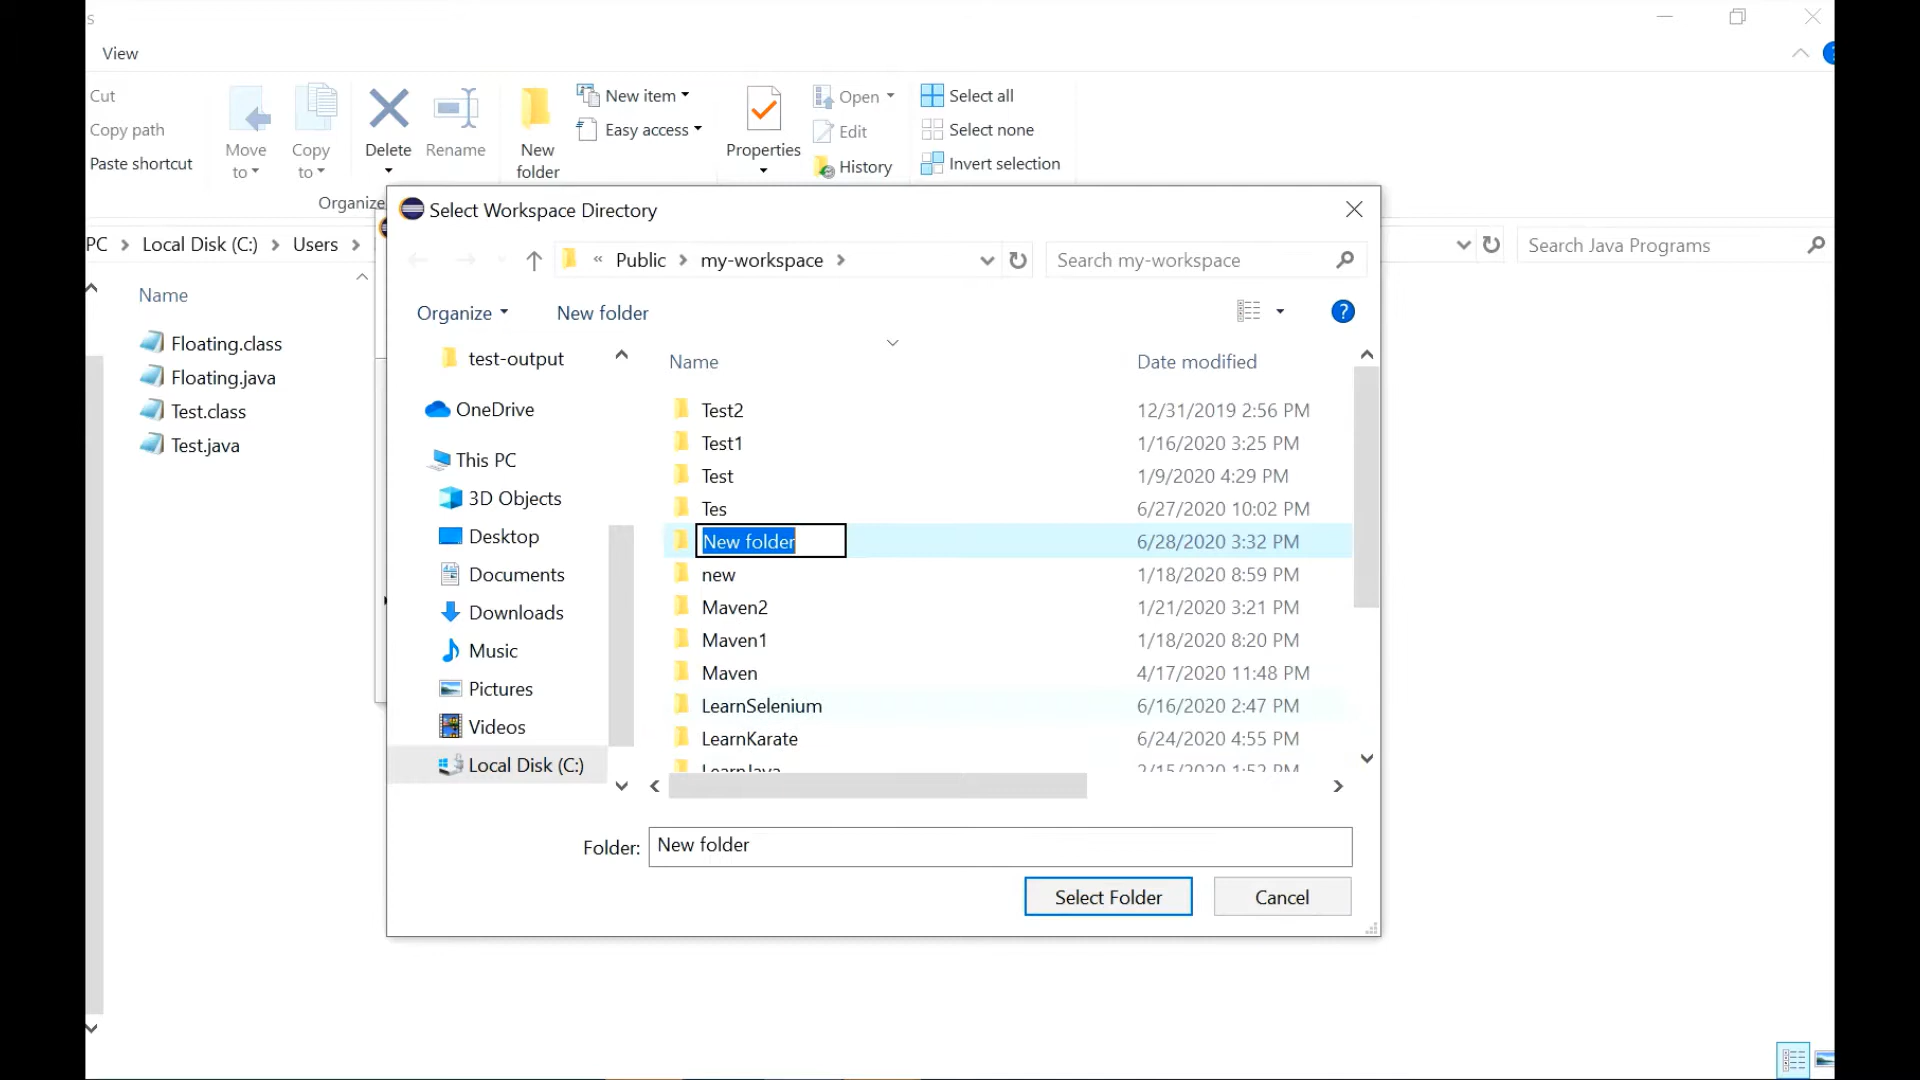 s
View
Cut
Copy path
Paste shortcut
Move to
Copy to
Delete
Rename
New folder
New item
Easy access
Properties
Open
Edit
History
Select all
Select none
Invert selection
Organize
PC > Local Disk (C:) > Users >
Search Java Programs
Name
Floating.class
Floating.java
Test.class
Test.java
Select Workspace Directory
« Public > my-workspace >
Search my-workspace
Organize
New folder
?
test-output
OneDrive
This PC
3D Objects
Desktop
Documents
Downloads
Music
Pictures
Videos
Local Disk (C:)
Name Date modified
Test2 12/31/2019 2:56 PM
Test1 1/16/2020 3:25 PM
Test 1/9/2020 4:29 PM
Tes 6/27/2020 10:02 PM
New folder 6/28/2020 3:32 PM
new 1/18/2020 8:59 PM
Maven2 1/21/2020 3:21 PM
Maven1 1/18/2020 8:20 PM
Maven 4/17/2020 11:48 PM
LearnSelenium 6/16/2020 2:47 PM
LearnKarate 6/24/2020 4:55 PM
LearnJava 2/15/2020 1:52 PM
Folder: New folder
Select Folder
Cancel